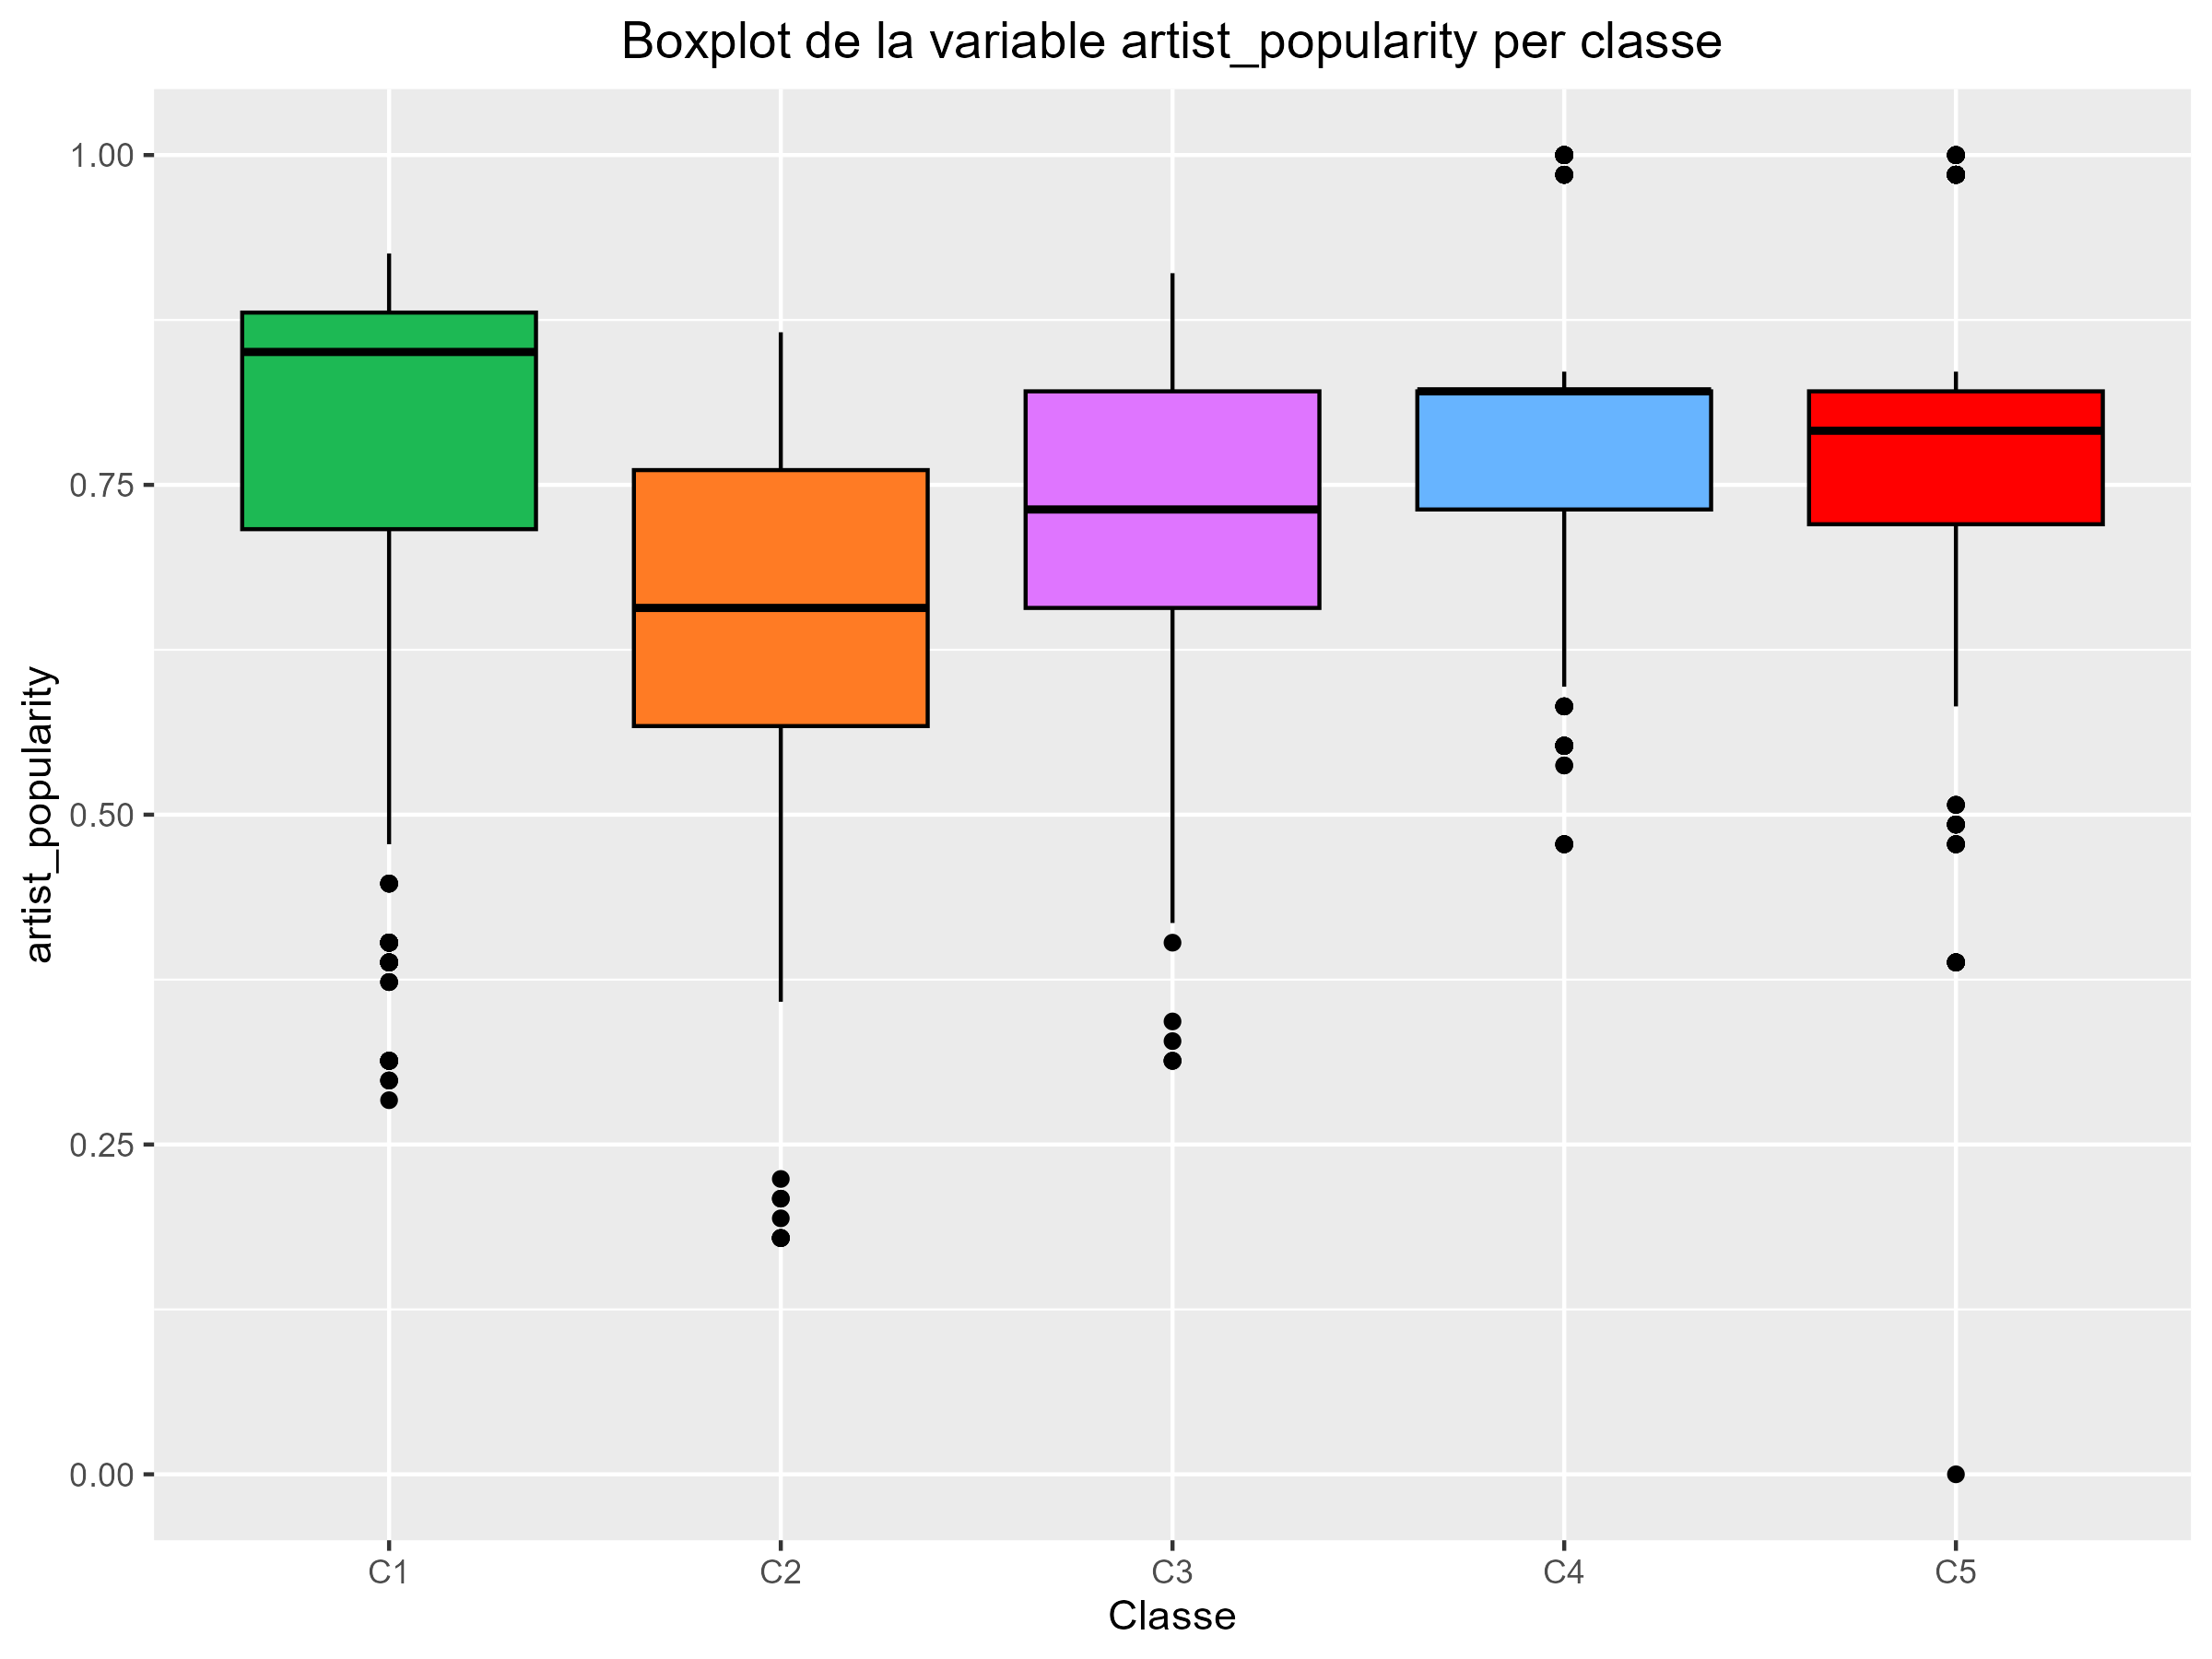 Boxplot de la variable artist_popularity per classe
artist_popularity
1.00
0.75
0.50
0.25
0.00
C1 C2 C3 C4 C5
Classe